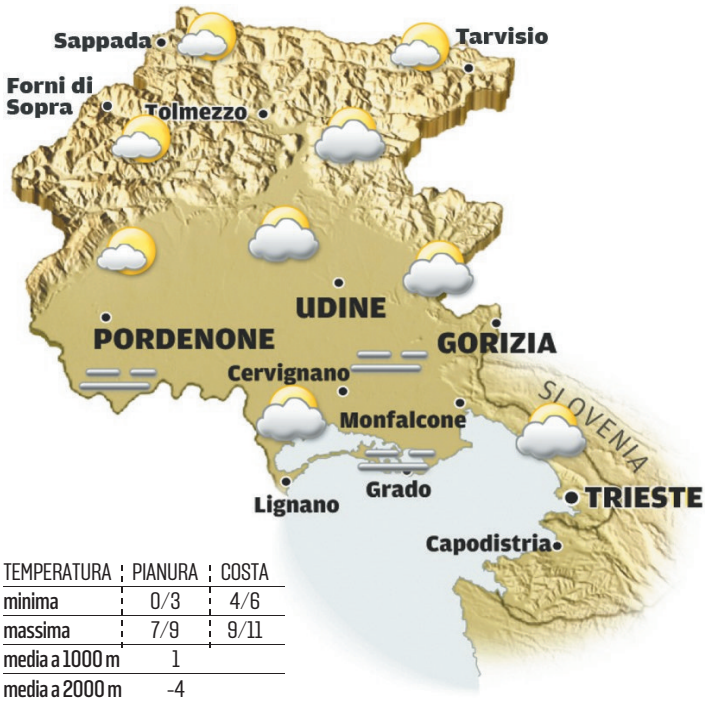 Sappada
Tarvisio
Forni di
Sopra
Tolmezzo
UDINE
PORDENONE
GORIZIA
Cervignano
SLOVENIA
Monfalcone
Grado
Lignano
TRIESTE
Capodistria
TEMPERATURA PIANURA COSTA
minima 0/3 4/6
massima 7/9 9/11
media a 1000 m 1
media a 2000 m -4